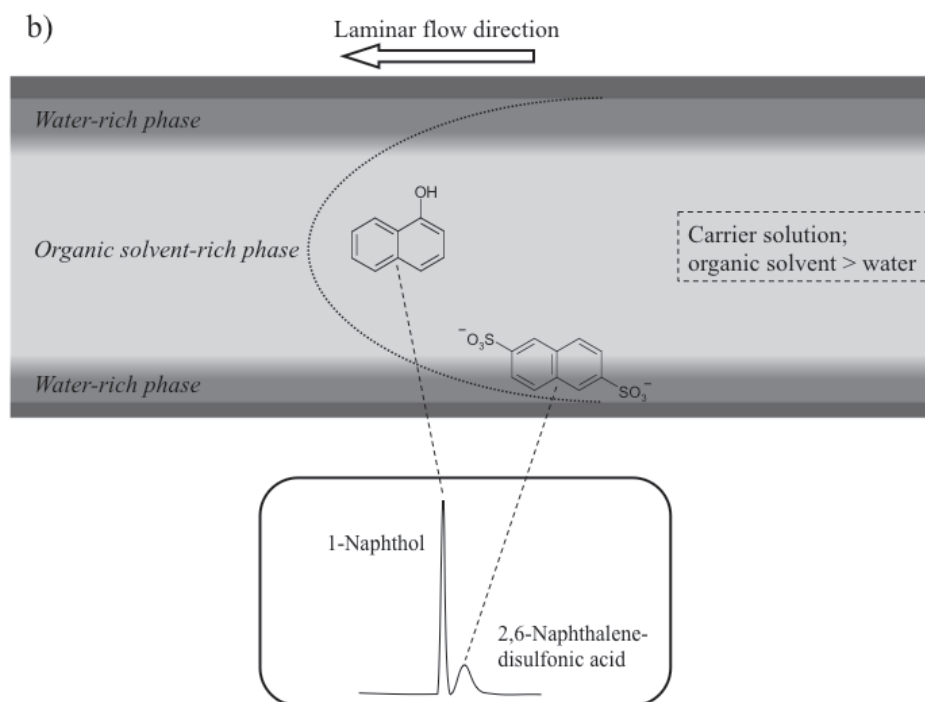 b)
Laminar flow direction
Water-rich phase
OH
Organic solvent-rich phase
Carrier solution;
organic solvent > water
⁻O₃S
Water-rich phase
SO₃⁻
1-Naphthol
2,6-Naphthalene-
disulfonic acid